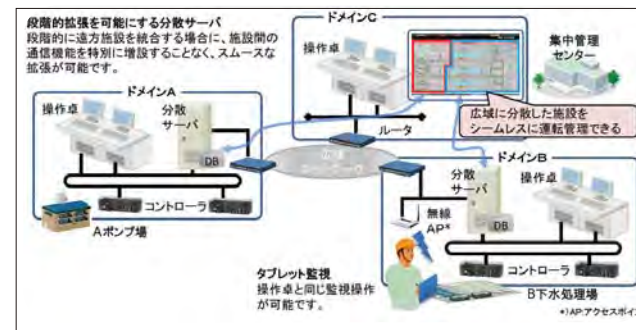 段階的拡張を可能にする分散サーバ
段階的に遠方施設を統合する場合に、施設間の
通信機能を特別に増設することなく、スムースな
拡張が可能です。
ドメインC
操作卓
集中管理
センター
ルータ
広域に分散した施設を
シームレスに運転管理できる
ドメインA
操作卓
分散
サーバ
DB
コントローラ
Aポンプ場
ドメインB
分散
サーバ
操作卓
DB
無線
AP*
コントローラ
B下水処理場
タブレット監視
操作卓と同じ監視操作
が可能です。
*)AP:アクセスポイ